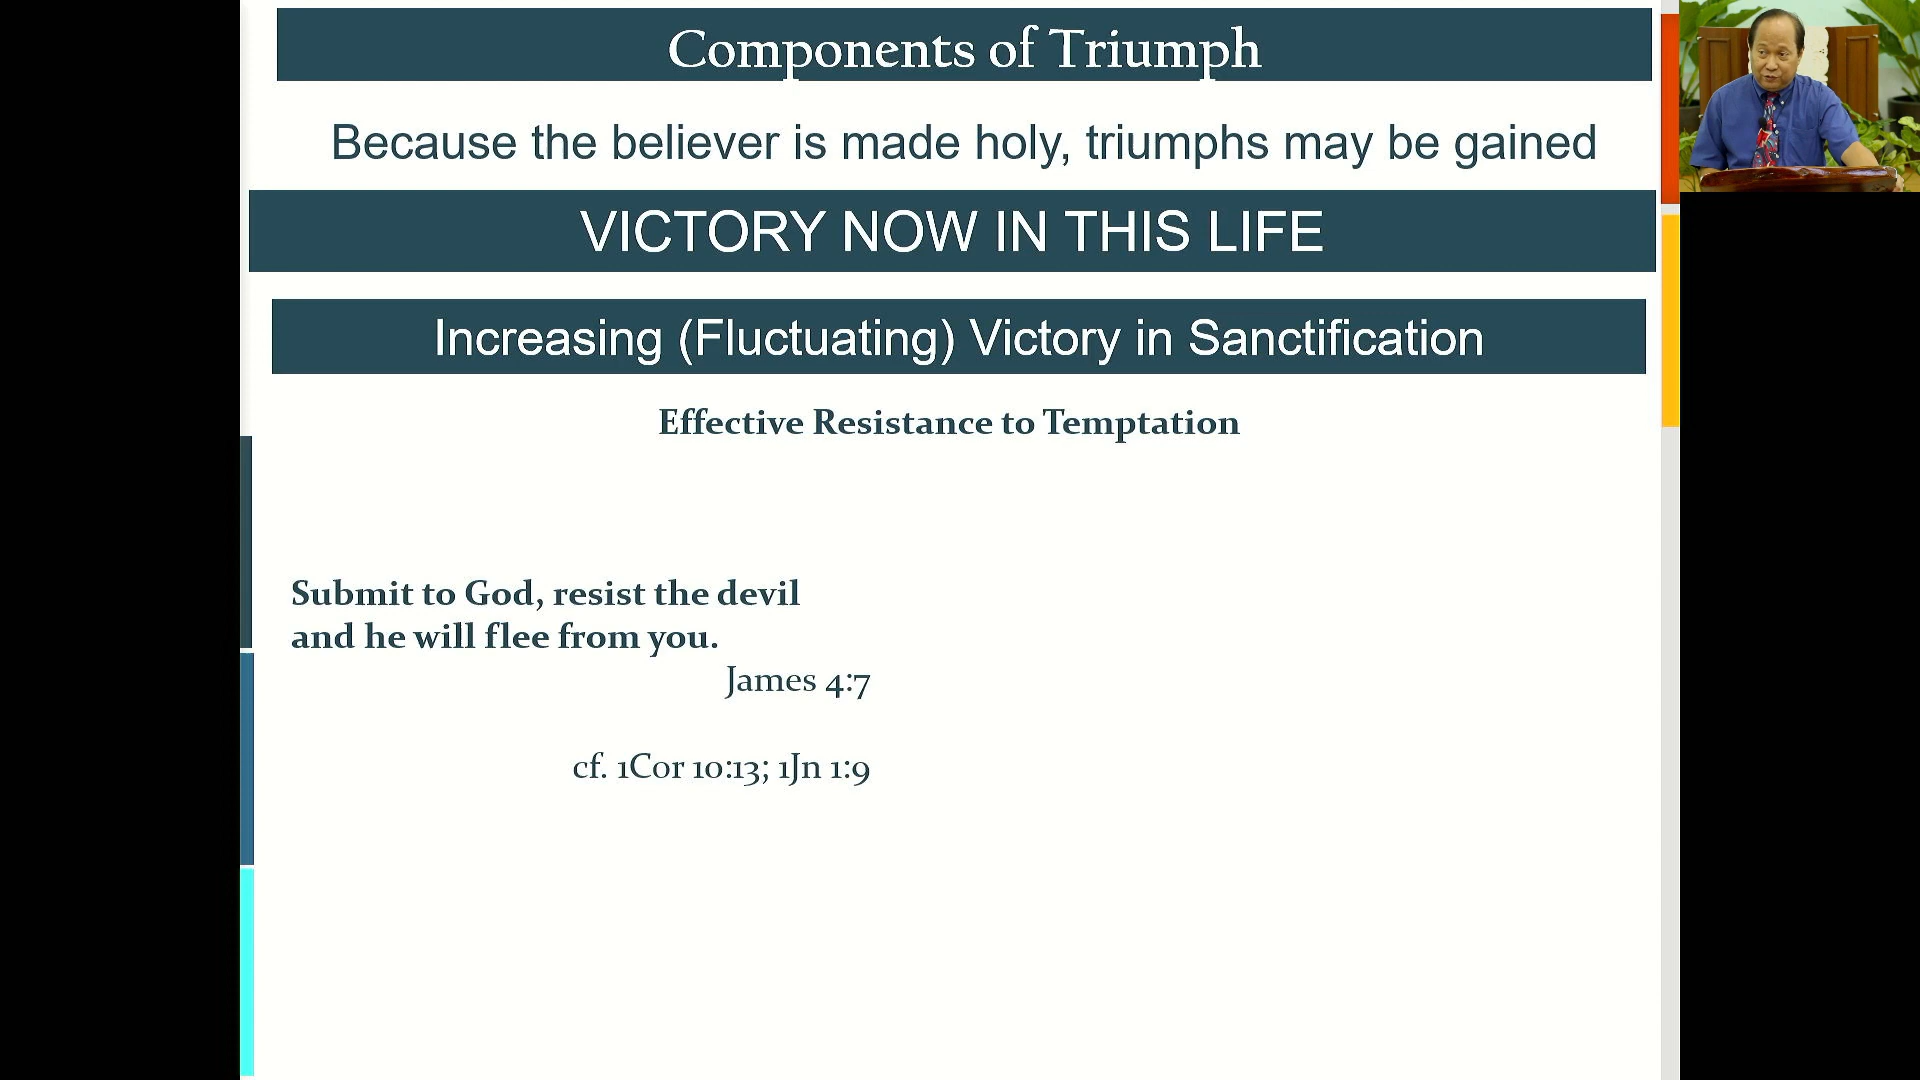 Components of Triumph
Because the believer is made holy, triumphs may be gained
VICTORY NOW IN THIS LIFE
Increasing (Fluctuating) Victory in Sanctification
Effective Resistance to Temptation
Submit to God, resist the devil
and he will flee from you.
James 4:7
cf. 1Cor 10:13; 1Jn 1:9